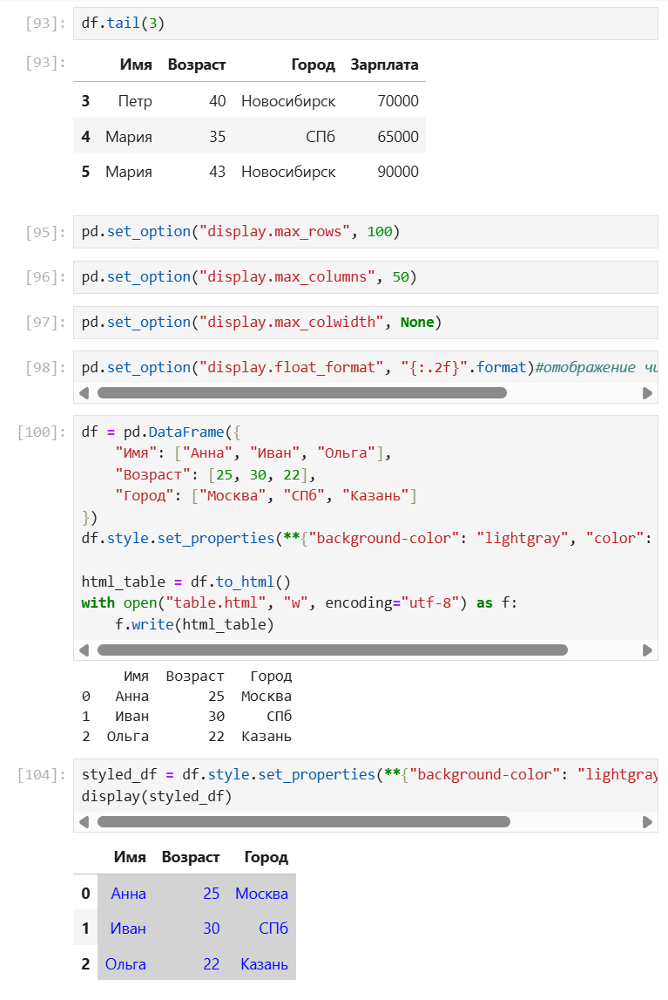 [93]: df.tail(3)
[93]: Имя Возраст Город Зарплата
3 Петр 40 Новосибирск 70000
4 Мария 35 СПб 65000
5 Мария 43 Новосибирск 90000
[95]: pd.set_option("display.max_rows", 100)
[96]: pd.set_option("display.max_columns", 50)
[97]: pd.set_option("display.max_colwidth", None)
[98]: pd.set_option("display.float_format", "{:.2f}".format)#отображение
[100]: df = pd.DataFrame({
    "Имя": ["Анна", "Иван", "Ольга"],
    "Возраст": [25, 30, 22],
    "Город": ["Москва", "СПб", "Казань"]
})
df.style.set_properties(**{"background-color": "lightgray", "color":
html_table = df.to_html()
with open("table.html", "w", encoding="utf-8") as f:
    f.write(html_table)
Имя Возраст Город
0 Анна 25 Москва
1 Иван 30 СПб
2 Ольга 22 Казань
[104]: styled_df = df.style.set_properties(**{"background-color": "lightgray
display(styled_df)
Имя Возраст Город
0 Анна 25 Москва
1 Иван 30 СПб
2 Ольга 22 Казань